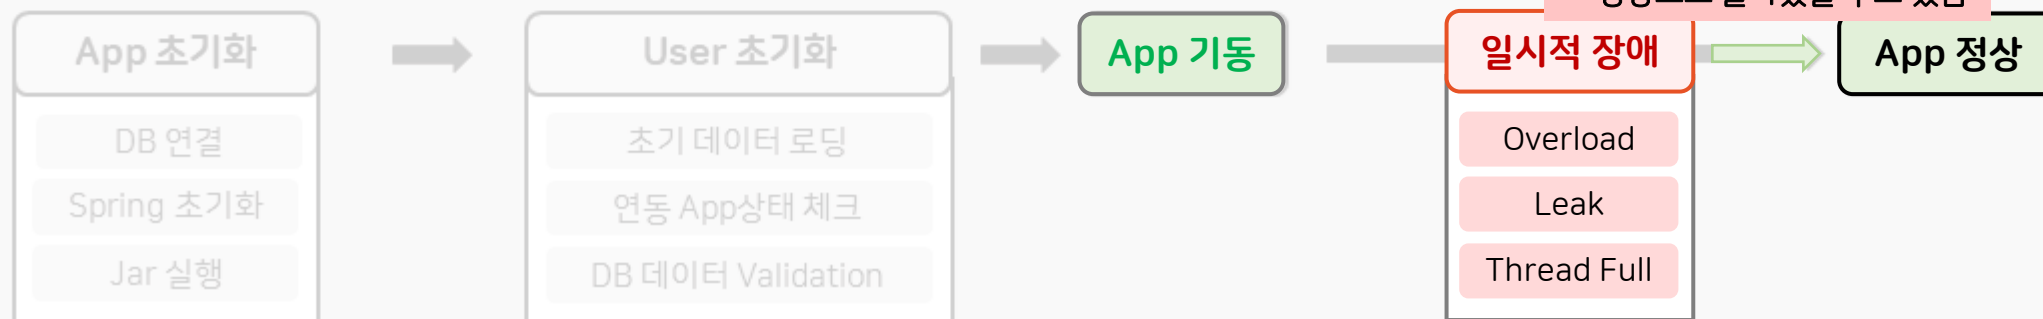 App 초기화
DB 연결
Spring 초기화
Jar 실행
User 초기화
초기 데이터 로딩
연동 App상태 체크
DB 데이터 Validation
App 기동
일시적 장애
Overload
Leak
Thread Full
App 정상